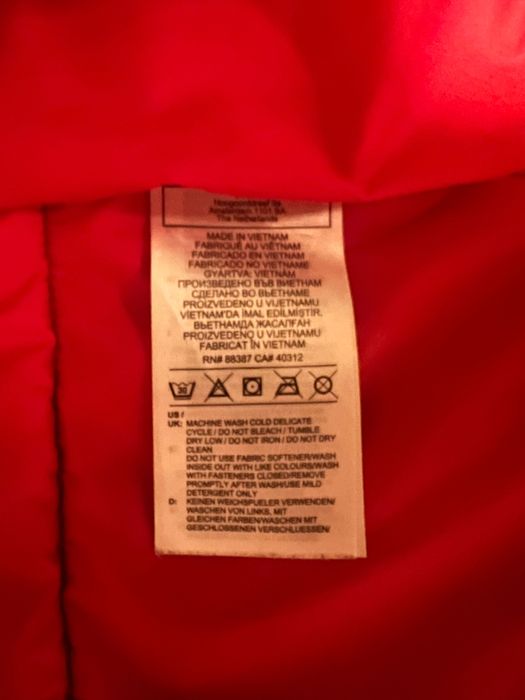 Hoogoorddreef 9a
Amsterdam 1101 BA
The Netherlands
MADE IN VIETNAM
FABRIQUÉ AU VIÊTNAM
FABRICADO EN VIETNAM
FABRICADO NO VIETNAME
GYÁRTVA: VIETNÁM
ПРОИЗВЕДЕНО ВЪВ ВИЕТНАМ
СДЕЛАНО ВО ВЬЕТНАМЕ
PROIZVEDENO U VIJETNAMU
VİETNAM'DA İMAL EDİLMİŞTİR.
ВЬЕТНАМДА ЖАСАЛҒАН
PROIZVEDENO U VIJETNAMU
FABRICAT ÎN VIETNAM
RN# 88387 CA# 40312
30
US /
UK: MACHINE WASH COLD DELICATE
CYCLE / DO NOT BLEACH / TUMBLE
DRY LOW / DO NOT IRON / DO NOT DRY
CLEAN
DO NOT USE FABRIC SOFTENER/WASH
INSIDE OUT WITH LIKE COLOURS/WASH
WITH FASTENERS CLOSED/REMOVE
PROMPTLY AFTER WASH/USE MILD
DETERGENT ONLY
D: KEINEN WEICHSPUELER VERWENDEN/
WASCHEN VON LINKS, MIT
GLEICHEN FARBEN/WASCHEN MIT
GESCHLOSSENEN VERSCHLUESSEN/